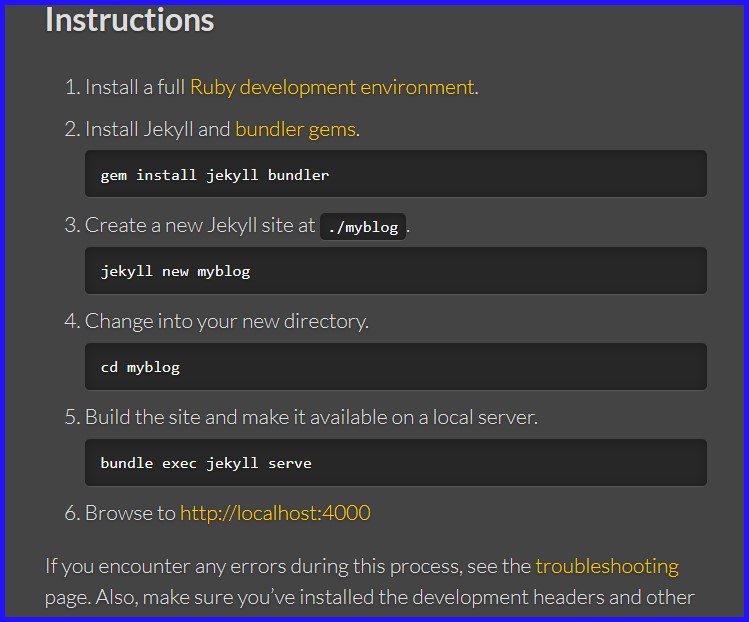 Instructions
1. Install a full Ruby development environment.
2. Install Jekyll and bundler gems.
gem install jekyll bundler
3. Create a new Jekyll site at ./myblog .
jekyll new myblog
4. Change into your new directory.
cd myblog
5. Build the site and make it available on a local server.
bundle exec jekyll serve
6. Browse to http://localhost:4000
If you encounter any errors during this process, see the troubleshooting
page. Also, make sure you’ve installed the development headers and other